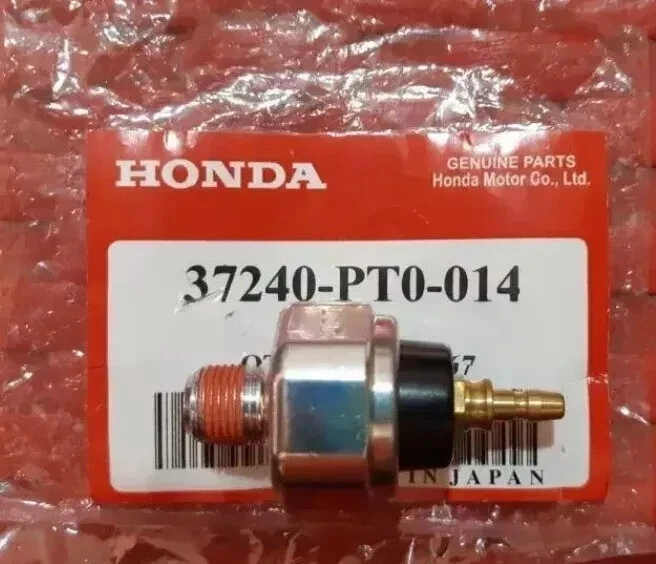 HONDA
GENUINE PARTS
Honda Motor Co., Ltd.
37240-PT0-014
IN JAPAN